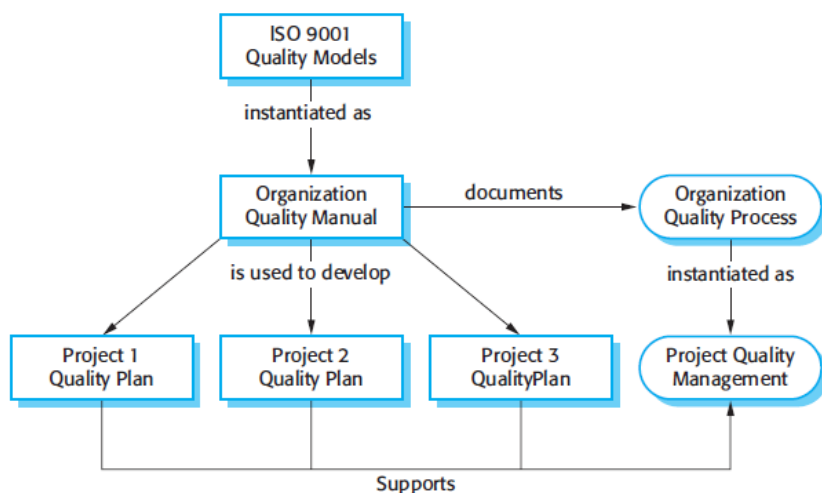 ISO 9001
Quality Models
instantiated as
Organization
Quality Manual
documents
Organization
Quality Process
is used to develop
instantiated as
Project 1
Quality Plan
Project 2
Quality Plan
Project 3
QualityPlan
Project Quality
Management
Supports